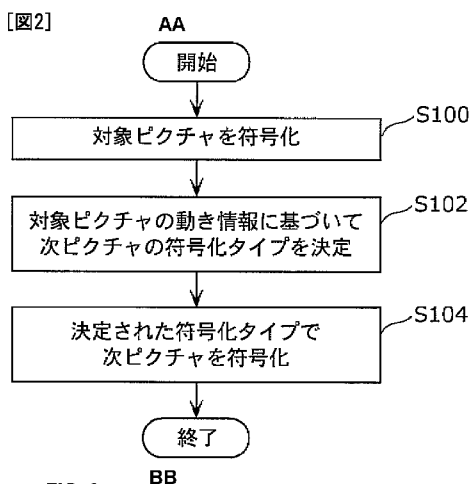 [図2]
AA
開始
対象ピクチャを符号化
S100
対象ピクチャの動き情報に基づいて
次ピクチャの符号化タイプを決定
S102
決定された符号化タイプで
次ピクチャを符号化
S104
終了
BB